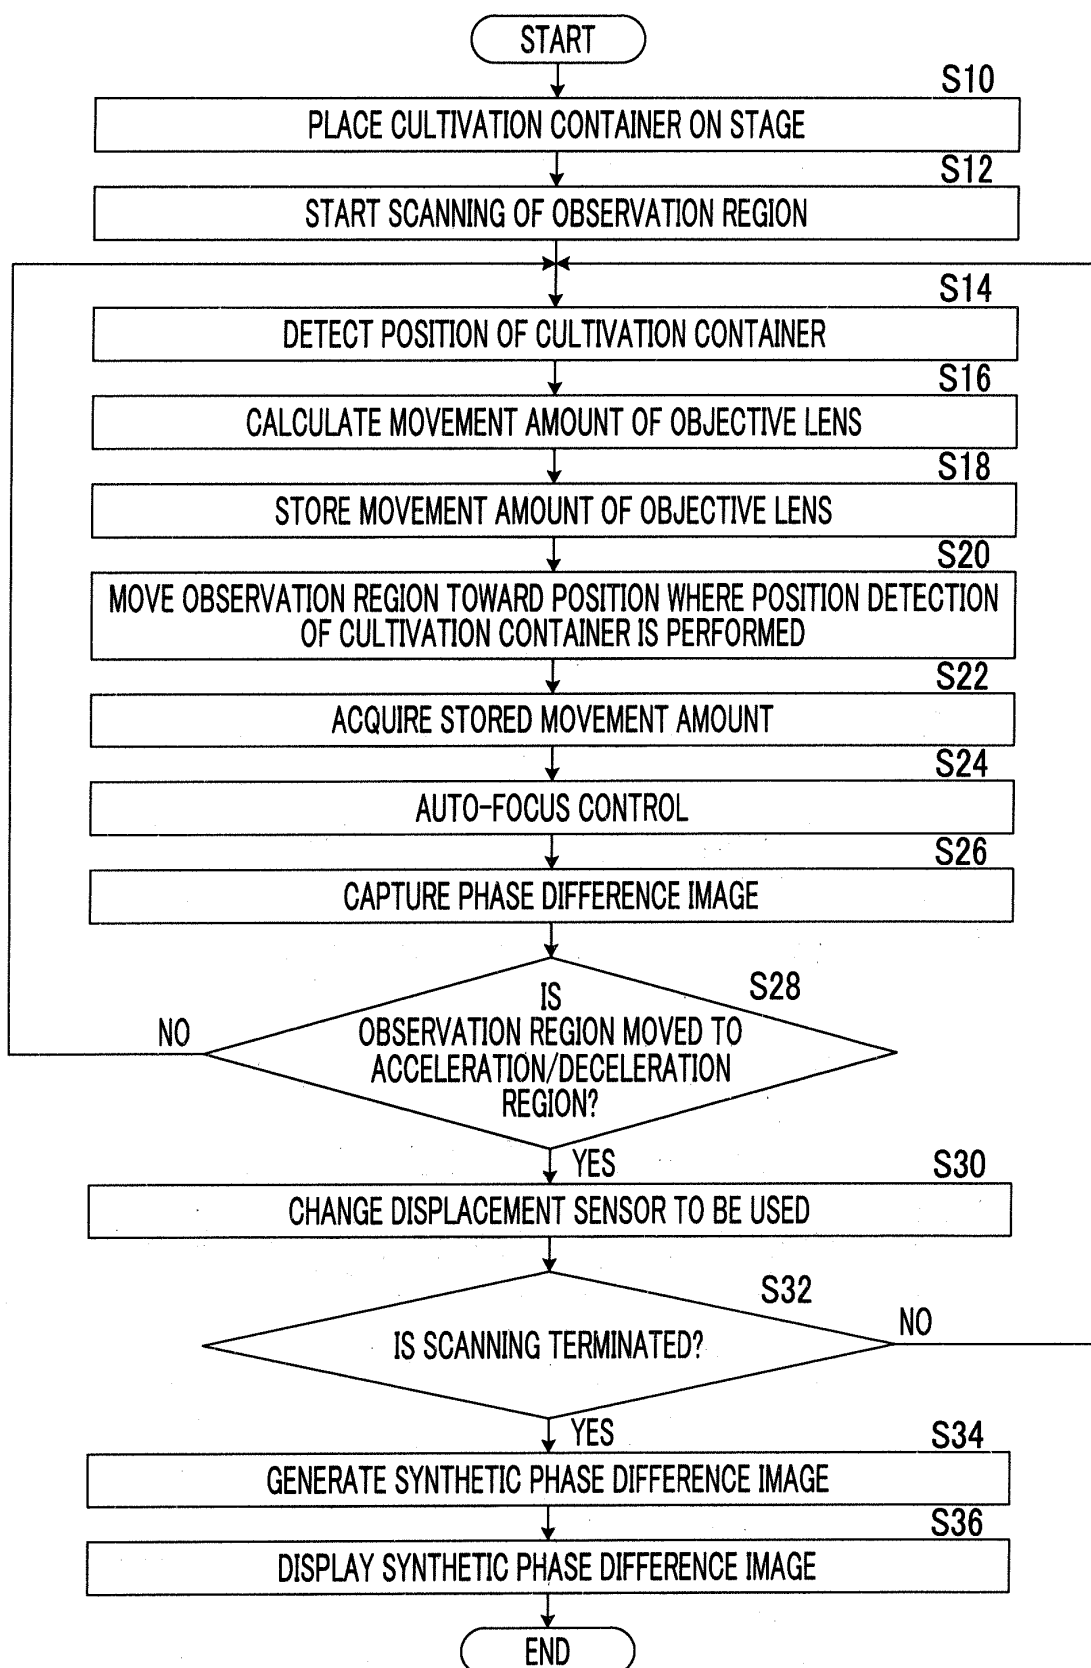 START
S10
PLACE CULTIVATION CONTAINER ON STAGE
S12
START SCANNING OF OBSERVATION REGION
S14
DETECT POSITION OF CULTIVATION CONTAINER
S16
CALCULATE MOVEMENT AMOUNT OF OBJECTIVE LENS
S18
STORE MOVEMENT AMOUNT OF OBJECTIVE LENS
S20
MOVE OBSERVATION REGION TOWARD POSITION WHERE POSITION DETECTION
OF CULTIVATION CONTAINER IS PERFORMED
S22
ACQUIRE STORED MOVEMENT AMOUNT
S24
AUTO-FOCUS CONTROL
S26
CAPTURE PHASE DIFFERENCE IMAGE
S28
IS
OBSERVATION REGION MOVED TO
ACCELERATION/DECELERATION
REGION?
NO
YES
S30
CHANGE DISPLACEMENT SENSOR TO BE USED
S32
IS SCANNING TERMINATED?
NO
YES
S34
GENERATE SYNTHETIC PHASE DIFFERENCE IMAGE
S36
DISPLAY SYNTHETIC PHASE DIFFERENCE IMAGE
END